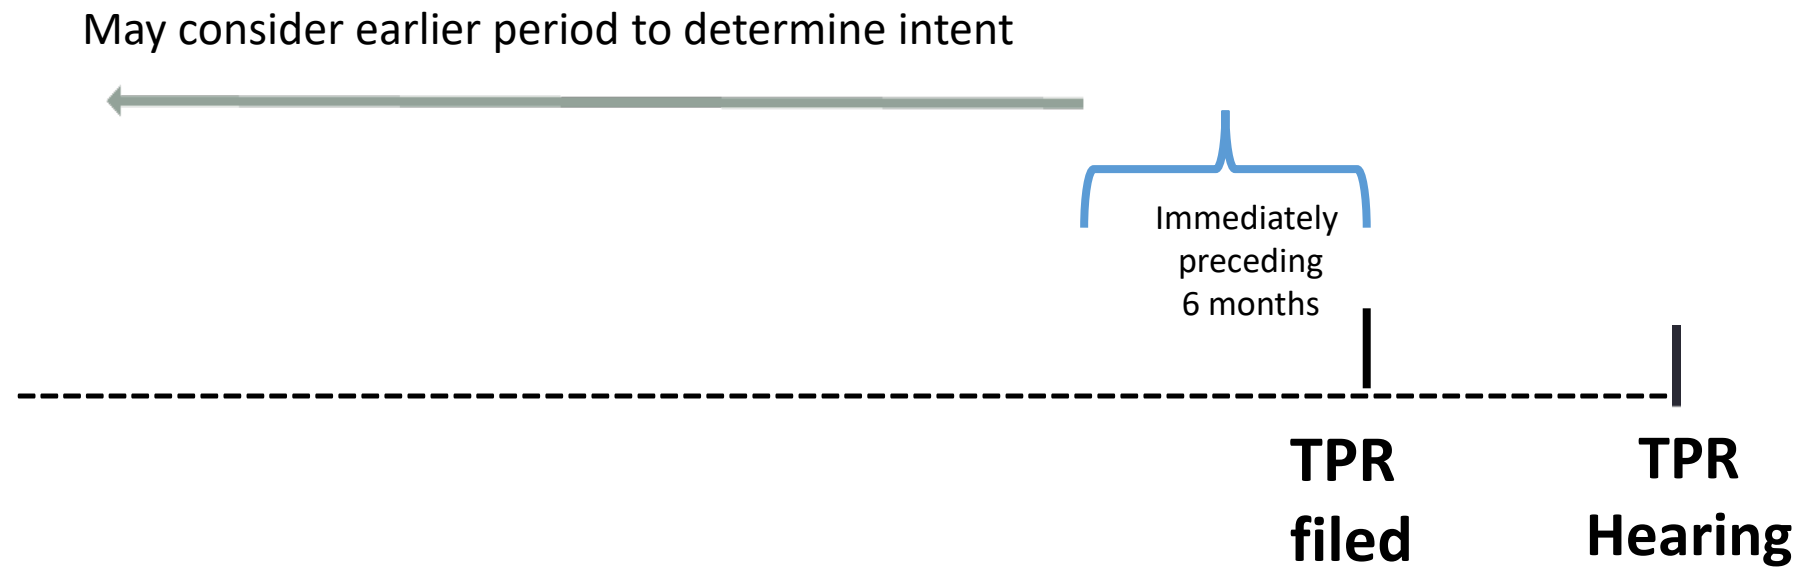 May consider earlier period to determine intent
Immediately
preceding
6 months
TPR
filed
TPR
Hearing